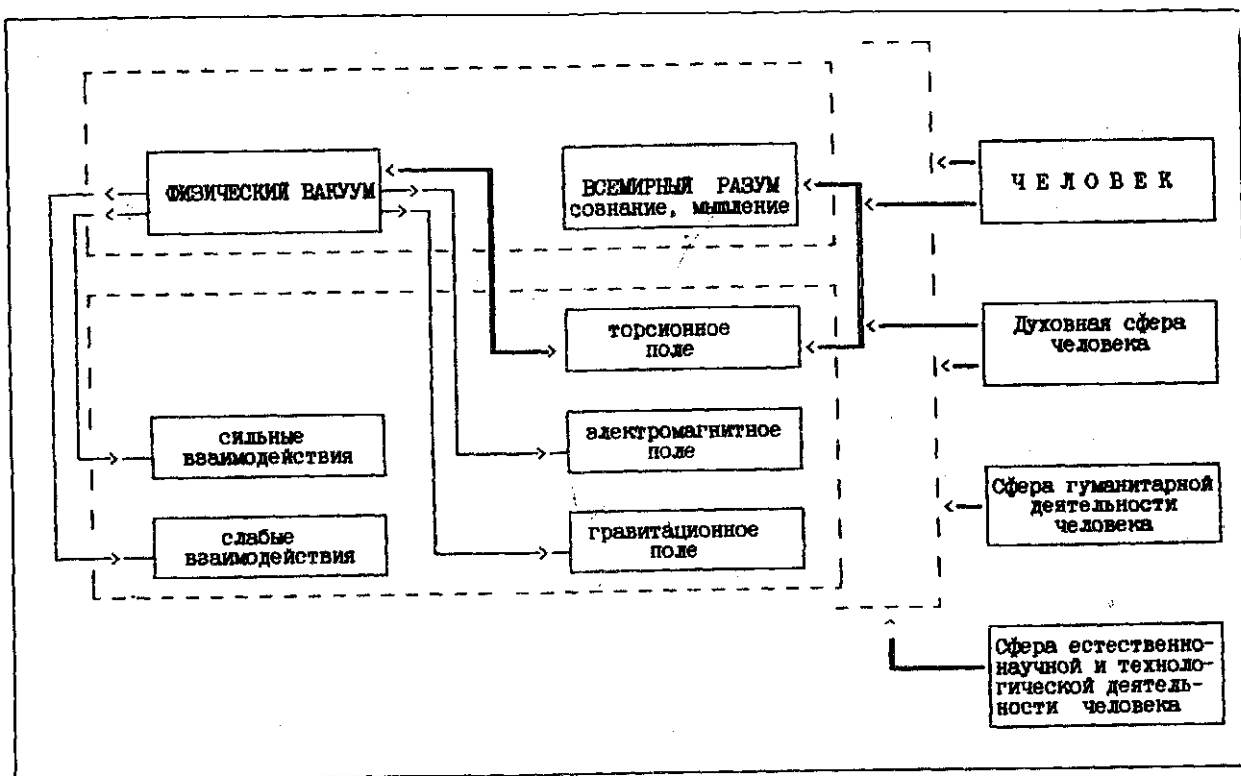 ФИЗИЧЕСКИЙ ВАКУУМ
ВСЕМИРНЫЙ РАЗУМ
сознание, мышление
ЧЕЛОВЕК
торсионное
поле
Духовная сфера
человека
сильные
взаимодействия
электромагнитное
поле
Сфера гуманитарной
деятельности
человека
слабые
взаимодействия
гравитационное
поле
Сфера естественно-
научной и техноло-
гической деятель-
ности человека